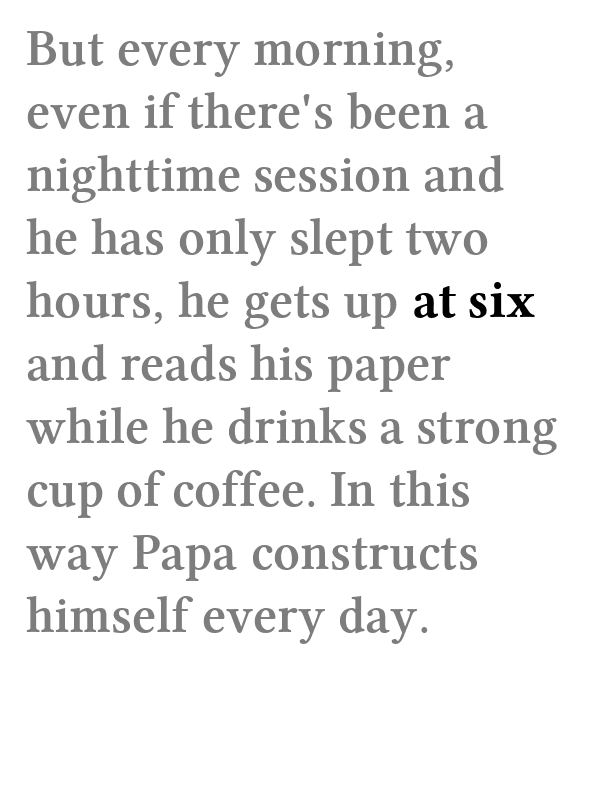 But every morning,
even if there's been a
nighttime session and
he has only slept two
hours, he gets up at six
and reads his paper
while he drinks a strong
cup of coffee. In this
way Papa constructs
himself every day.